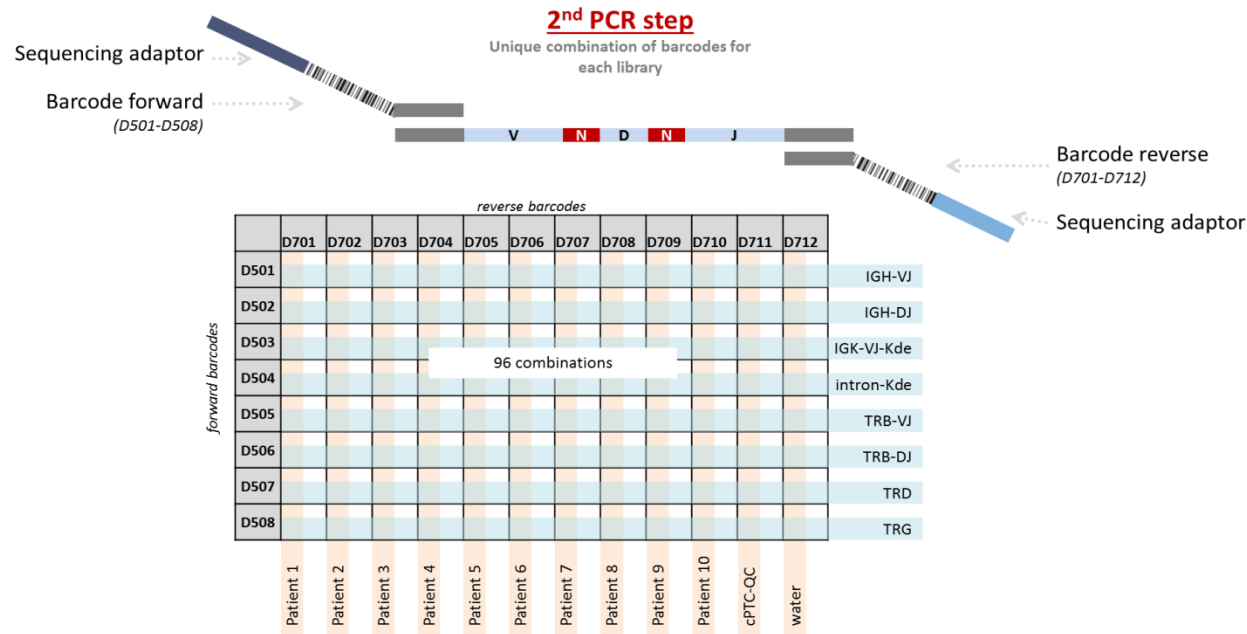 2nd PCR step
Unique combination of barcodes for
each library
Sequencing adaptor
Barcode forward
(D501-D508)
V N D N J
Barcode reverse
(D701-D712)
Sequencing adaptor
reverse barcodes
D701 D702 D703 D704 D705 D706 D707 D708 D709 D710 D711 D712
forward barcodes
D501 IGH-VJ
D502 IGH-DJ
D503 IGK-VJ-Kde
96 combinations
D504 intron-Kde
D505 TRB-VJ
D506 TRB-DJ
D507 TRD
D508 TRG
Patient 1
Patient 2
Patient 3
Patient 4
Patient 5
Patient 6
Patient 7
Patient 8
Patient 9
Patient 10
cPTC-QC
water